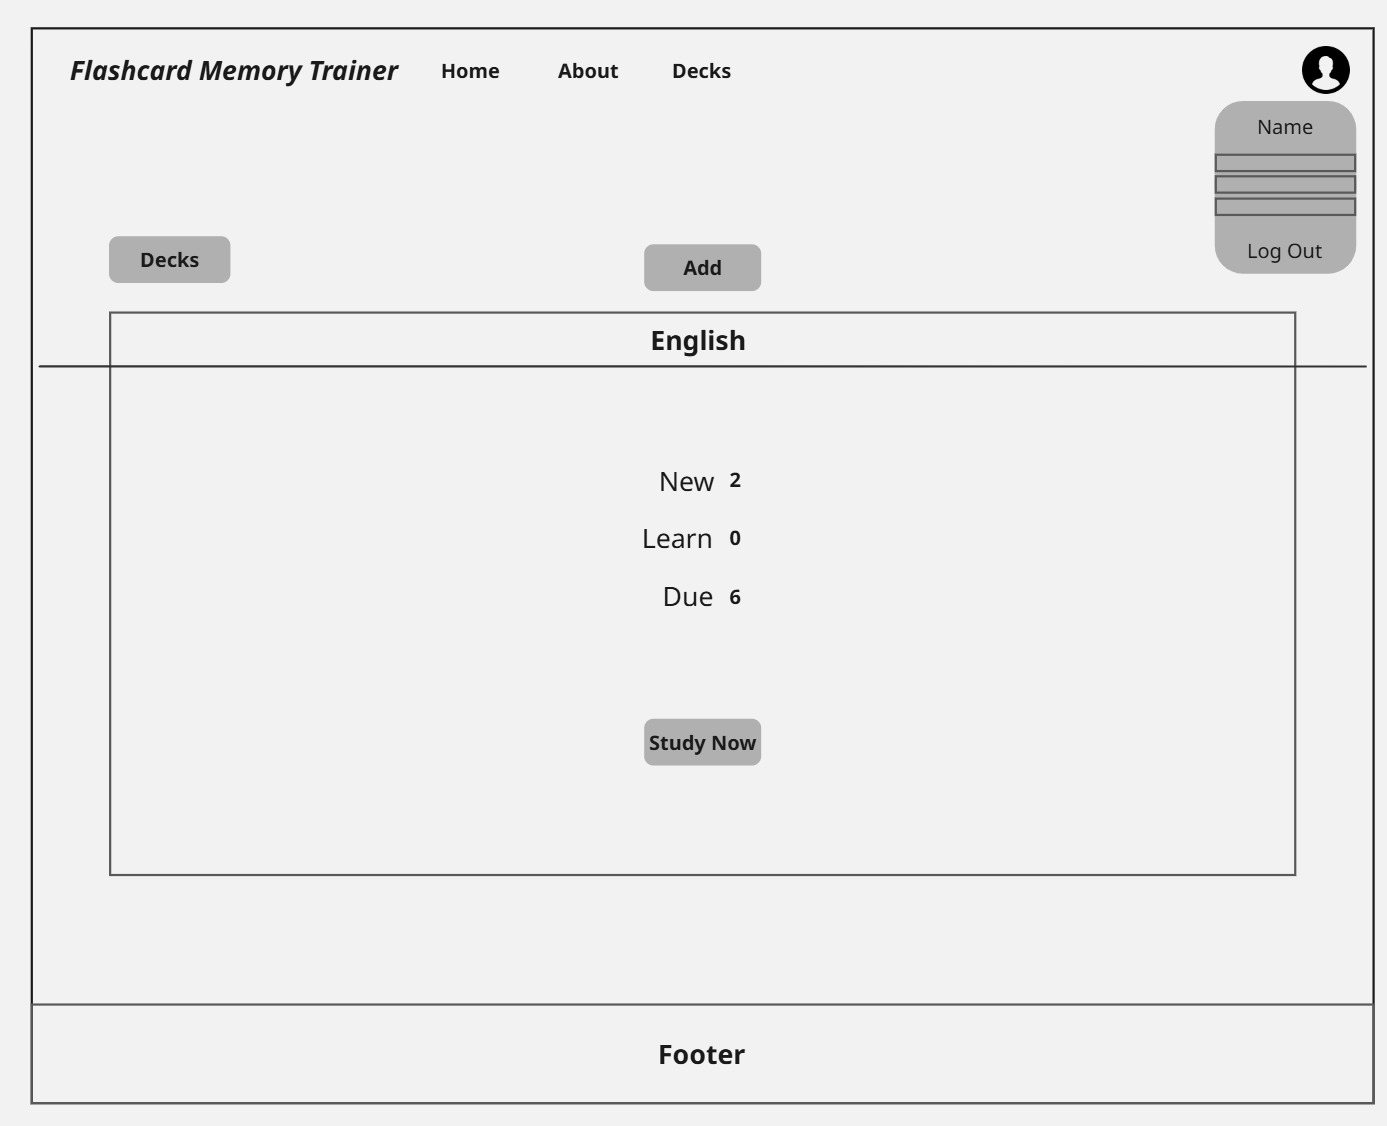 Flashcard Memory Trainer Home About Decks
Name
Log Out
Decks
Add
English
New 2
Learn 0
Due 6
Study Now
Footer